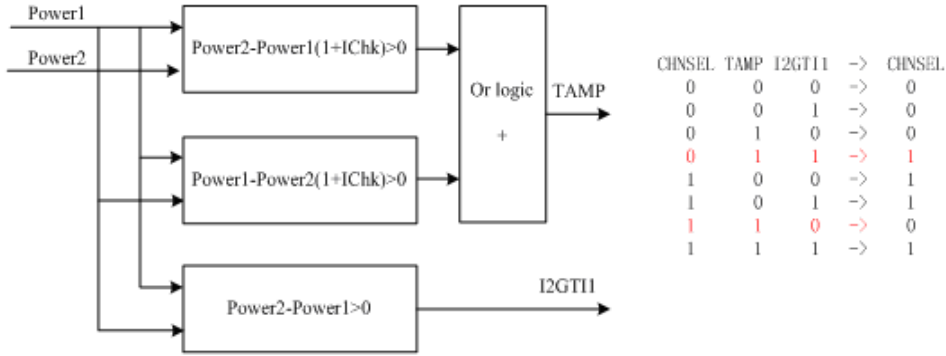 Power1
Power2
Power2-Power1(1+IChk)>0
Power1-Power2(1+IChk)>0
Power2-Power1>0
Or logic
+
TAMP
I2GTI1
CHNSEL TAMP I2GTI1 -> CHNSEL
0 0 0 -> 0
0 0 1 -> 0
0 1 0 -> 0
0 1 1 -> 1
1 0 0 -> 1
1 0 1 -> 1
1 1 0 -> 0
1 1 1 -> 1